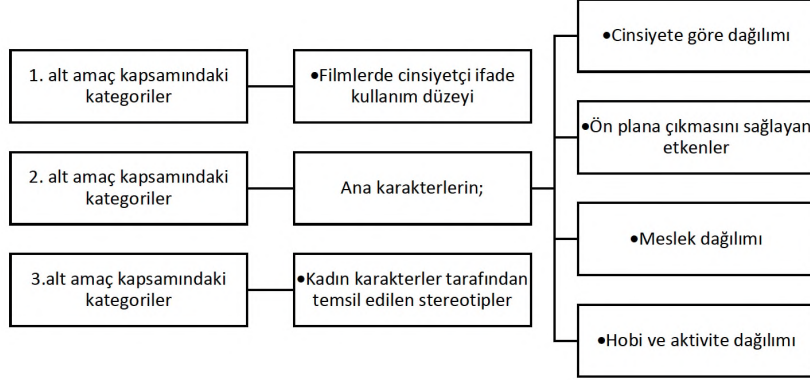 1. alt amaç kapsamındaki
kategoriler
•Filmlerde cinsiyetçi ifade
kullanım düzeyi
2. alt amaç kapsamındaki
kategoriler
Ana karakterlerin;
•Cinsiyete göre dağılımı
•Ön plana çıkmasını sağlayan
etkenler
•Meslek dağılımı
•Hobi ve aktivite dağılımı
3.alt amaç kapsamındaki
kategoriler
•Kadın karakterler tarafından
temsil edilen stereotipler